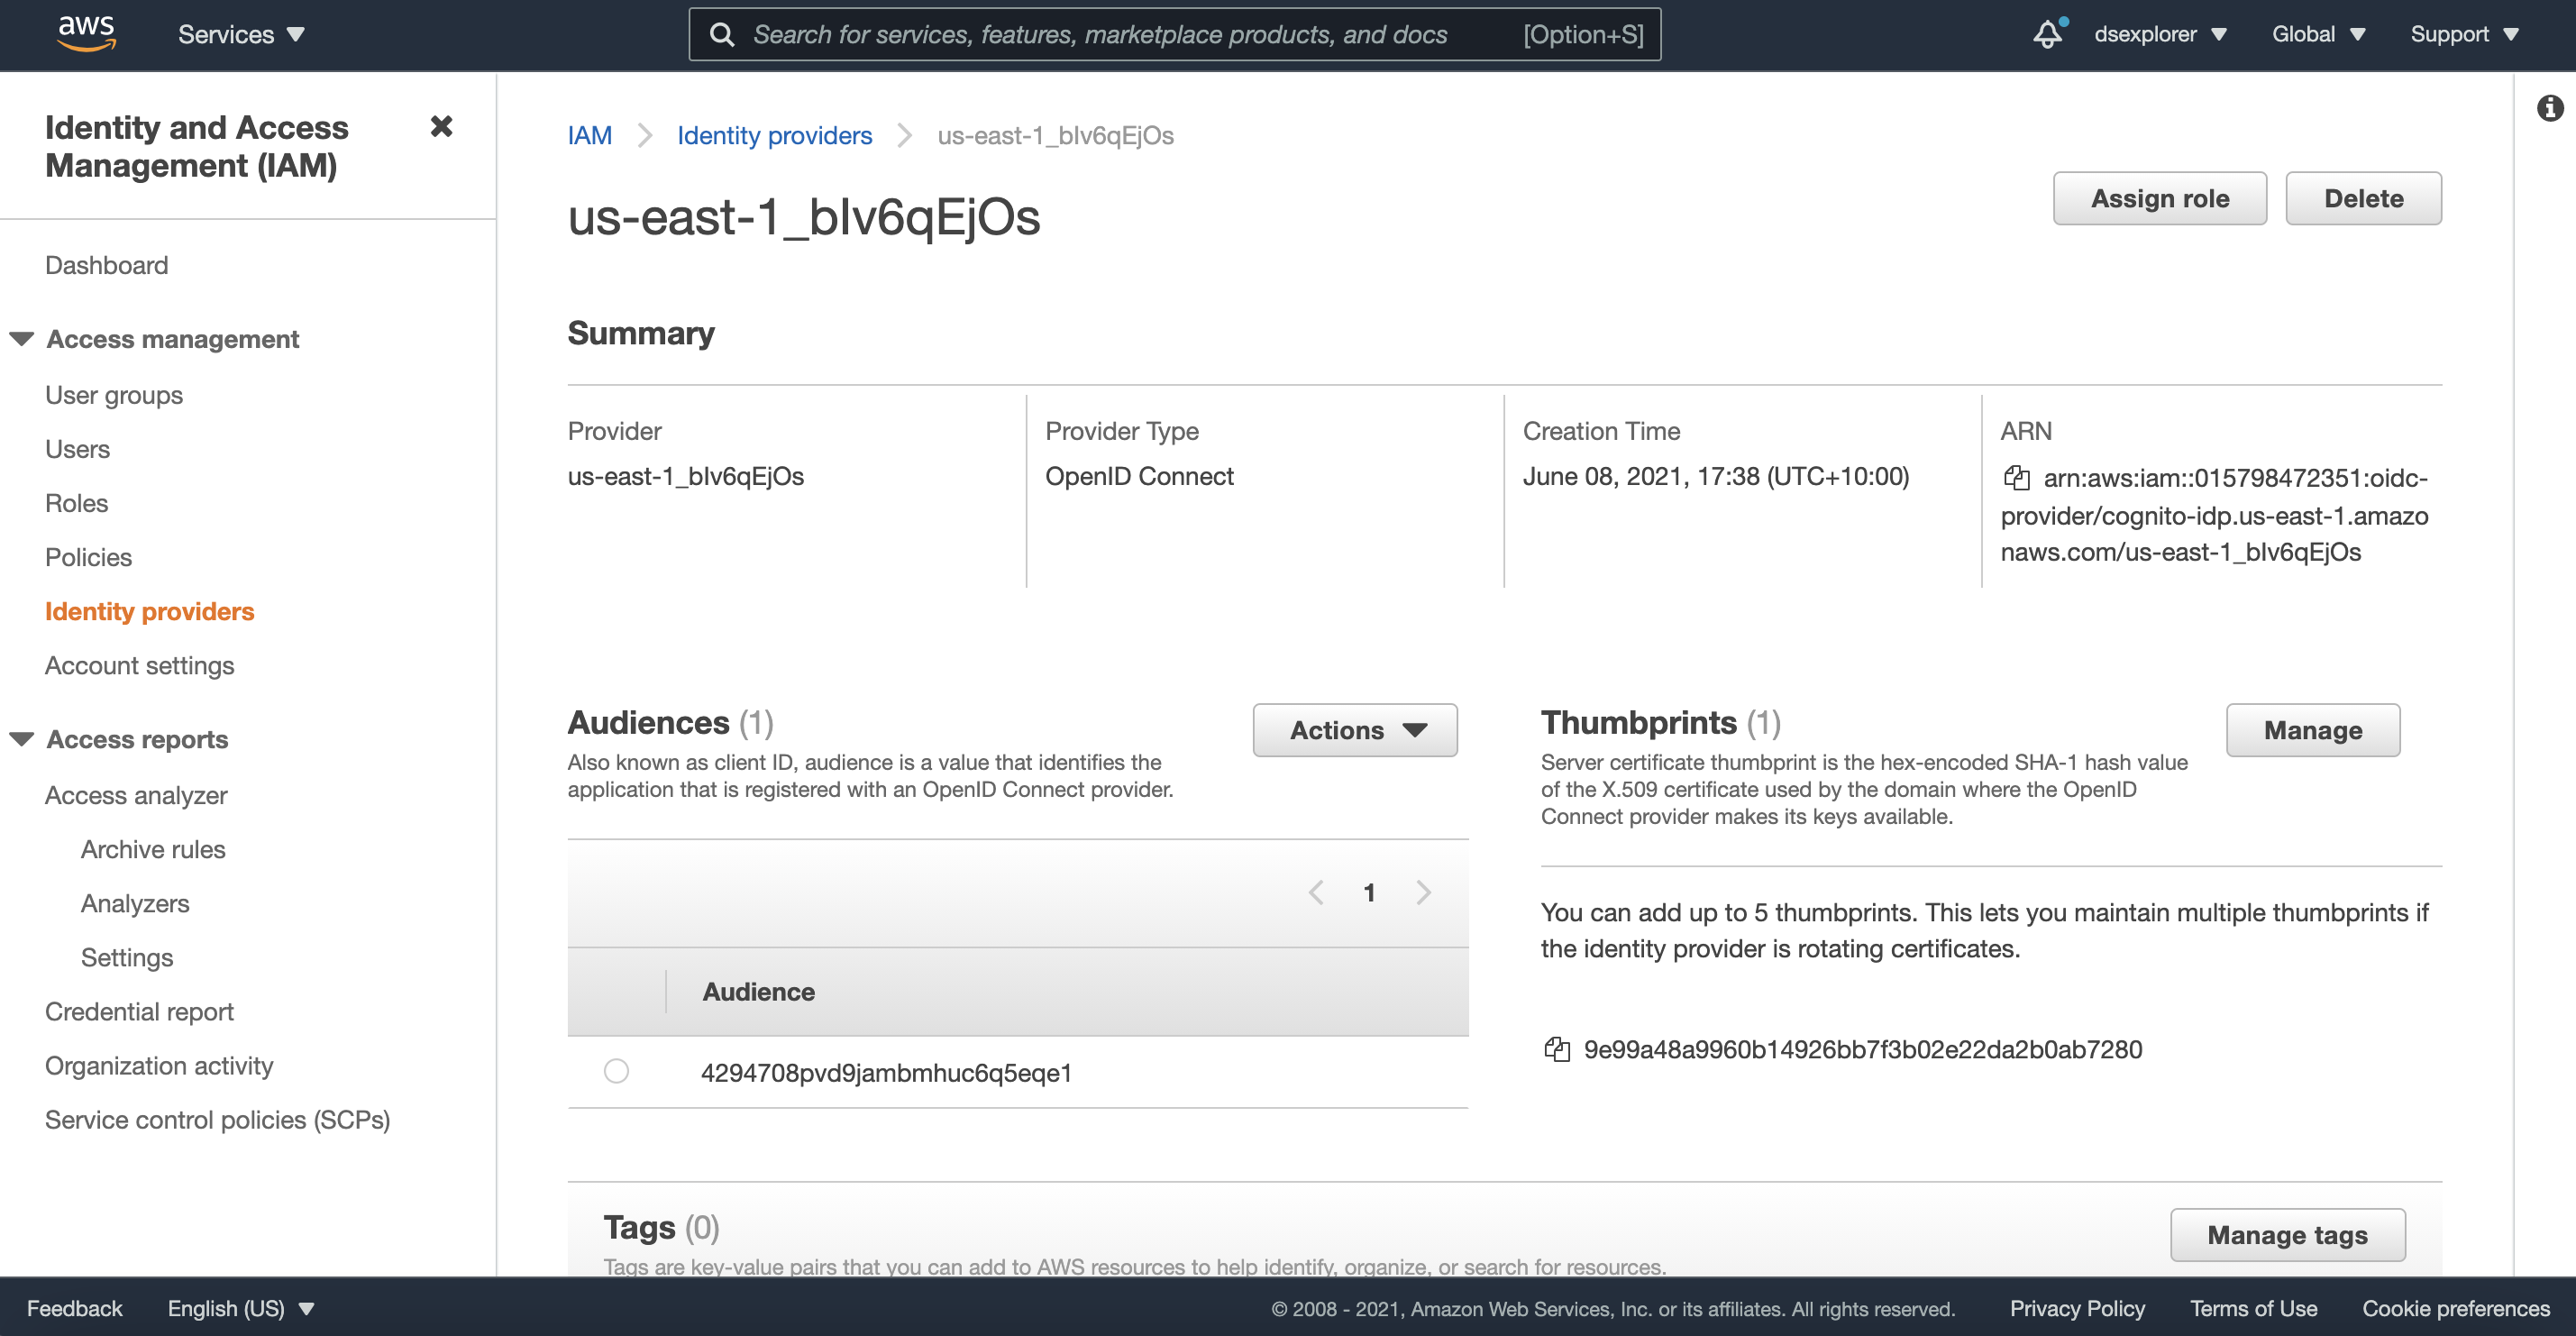 aws
Services
Search for services, features, marketplace products, and docs [Option+S]
dsexplorer
Global
Support
Identity and Access
Management (IAM)
Dashboard
Access management
User groups
Users
Roles
Policies
Identity providers
Account settings
Access reports
Access analyzer
Archive rules
Analyzers
Settings
Credential report
Organization activity
Service control policies (SCPs)
IAM Identity providers us-east-1_bIv6qEjOs
us-east-1_bIv6qEjOs
Assign role
Delete
Summary
Provider
us-east-1_bIv6qEjOs
Provider Type
OpenID Connect
Creation Time
June 08, 2021, 17:38 (UTC+10:00)
ARN
arn:aws:iam::015798472351:oidc-
provider/cognito-idp.us-east-1.amazo
naws.com/us-east-1_bIv6qEjOs
Audiences (1)
Actions
Also known as client ID, audience is a value that identifies the
application that is registered with an OpenID Connect provider.
1
Audience
4294708pvd9jambmhuc6q5eqe1
Thumbprints (1)
Manage
Server certificate thumbprint is the hex-encoded SHA-1 hash value
of the X.509 certificate used by the domain where the OpenID
Connect provider makes its keys available.
You can add up to 5 thumbprints. This lets you maintain multiple thumbprints if
the identity provider is rotating certificates.
9e99a48a9960b14926bb7f3b02e22da2b0ab7280
Tags (0)
Manage tags
Tags are key-value pairs that you can add to AWS resources to help identify, organize, or search for resources.
Feedback
English (US)
© 2008 - 2021, Amazon Web Services, Inc. or its affiliates. All rights reserved.
Privacy Policy
Terms of Use
Cookie preferences